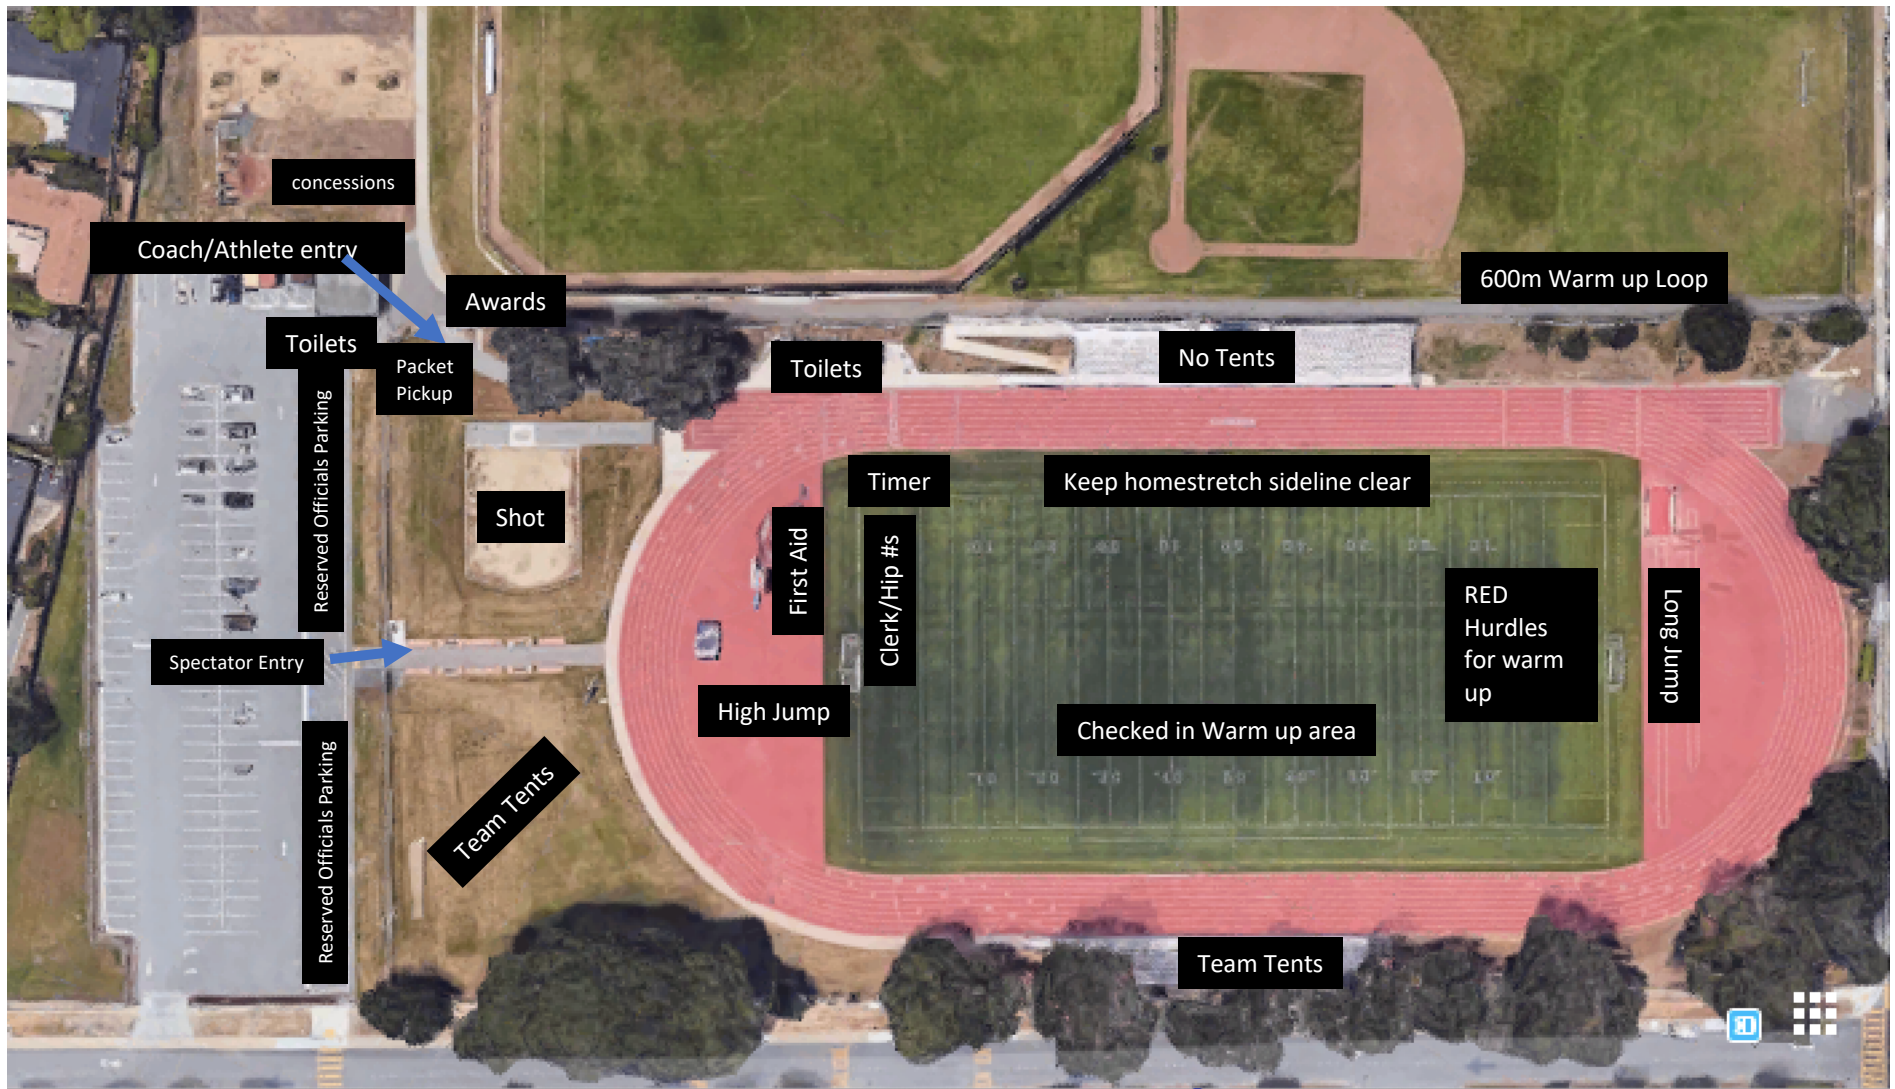 concessions
Coach/Athlete entry
600m Warm up Loop
Awards
Toilets
Packet
Pickup
Toilets
No Tents
Reserved Officials Parking
Timer
Keep homestretch sideline clear
Shot
First Aid
Clerk/Hip #s
RED
Hurdles
for warm
up
Long Jump
Spectator Entry
High Jump
Checked in Warm up area
Team Tents
Reserved Officials Parking
Team Tents